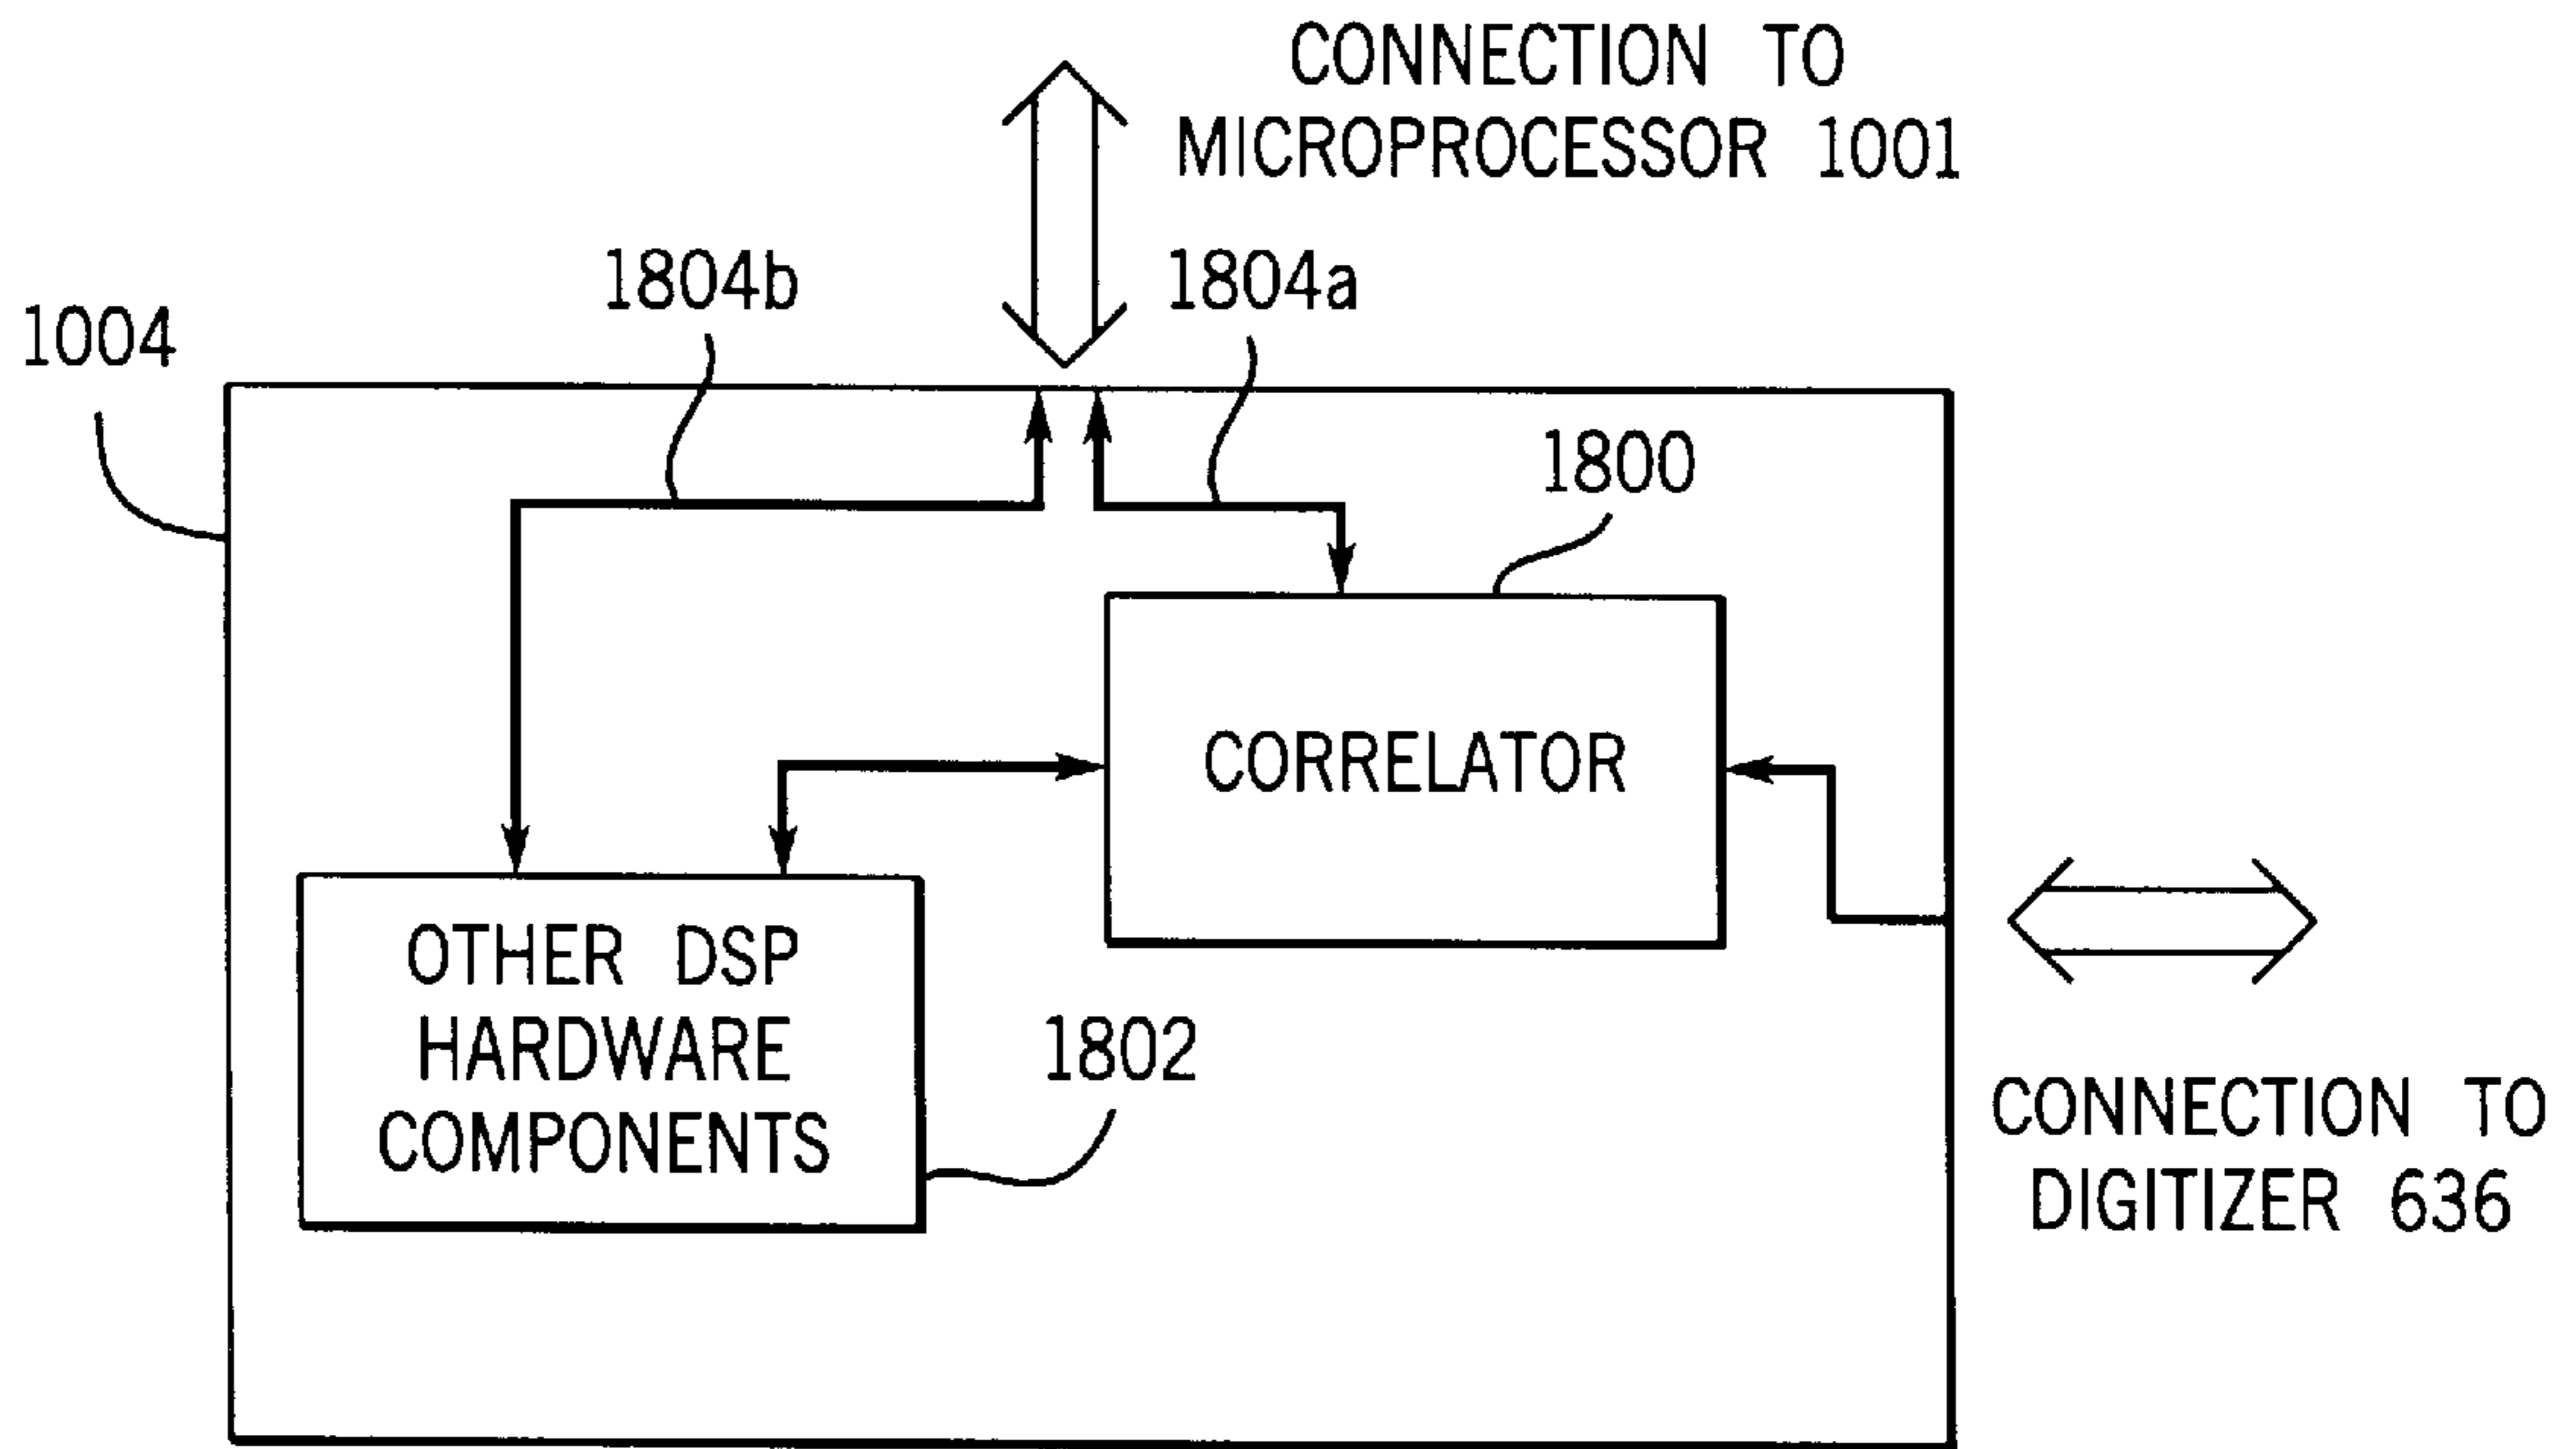 CONNECTION TO
MICROPROCESSOR 1001
1804b
1804a
1004
1800
CORRELATOR
OTHER DSP
HARDWARE
COMPONENTS
1802
CONNECTION TO
DIGITIZER 636